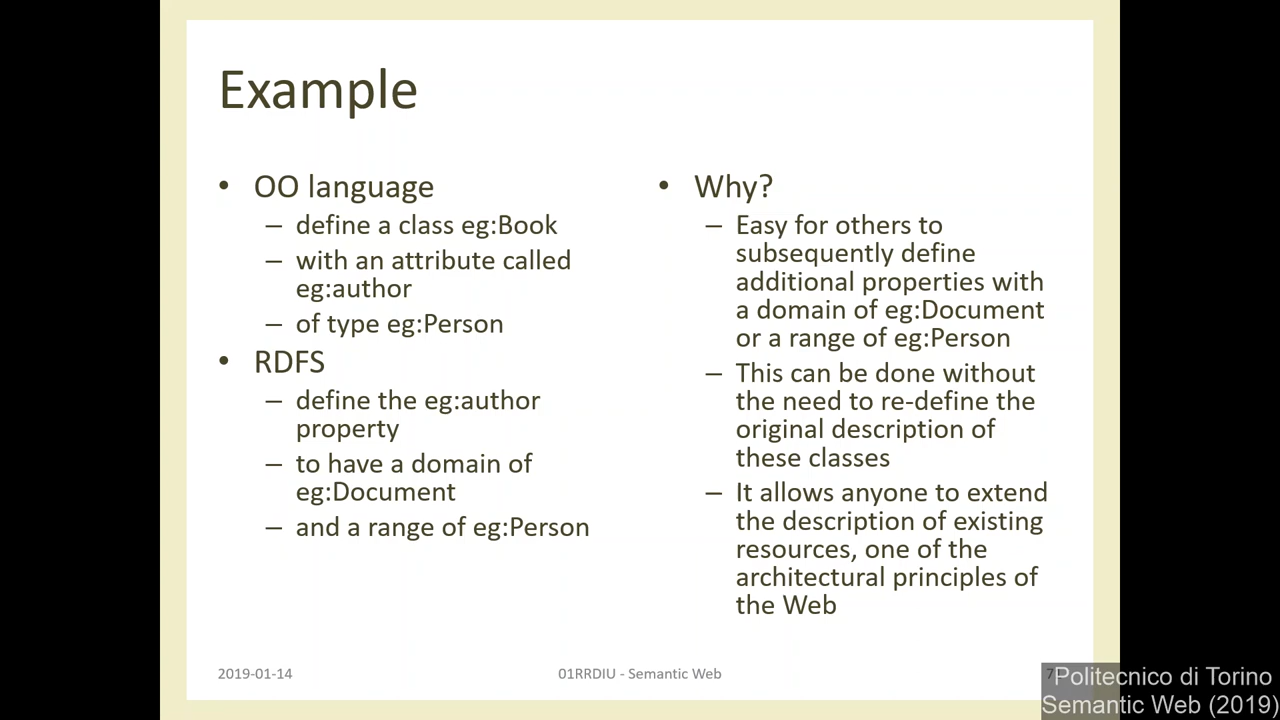 Example
• OO language
– define a class eg:Book
– with an attribute called
eg:author
– of type eg:Person
• RDFS
– define the eg:author
property
– to have a domain of
eg:Document
– and a range of eg:Person
• Why?
– Easy for others to
subsequently define
additional properties with
a domain of eg:Document
or a range of eg:Person
– This can be done without
the need to re-define the
original description of
these classes
– It allows anyone to extend
the description of existing
resources, one of the
architectural principles of
the Web
2019-01-14
01RRDIU - Semantic Web
Politecnico di Torino
Semantic Web (2019)